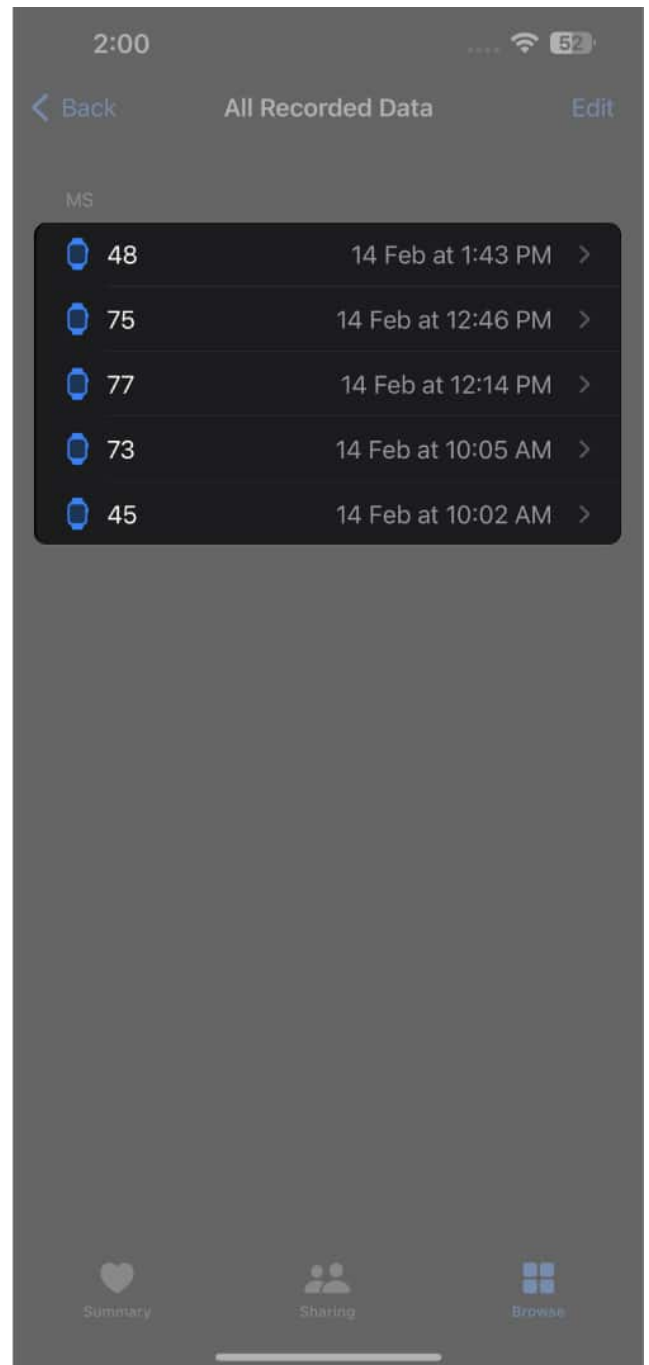 2:00 52
Back All Recorded Data Edit
MS
48 14 Feb at 1:43 PM
75 14 Feb at 12:46 PM
77 14 Feb at 12:14 PM
73 14 Feb at 10:05 AM
45 14 Feb at 10:02 AM
Summary Sharing Browse